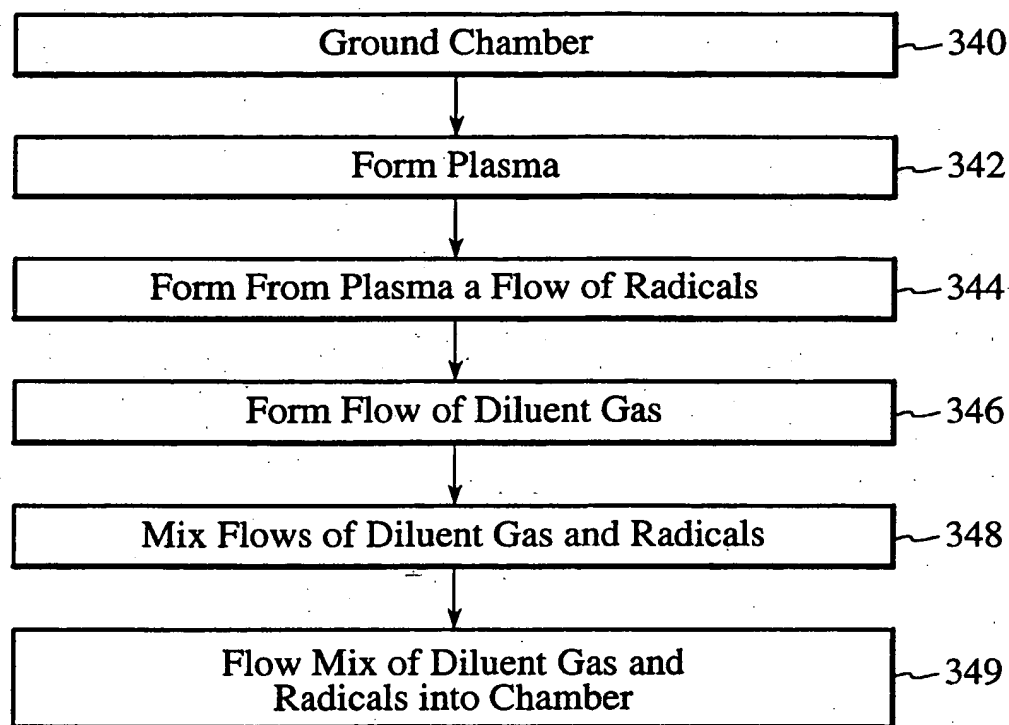 Ground Chamber 340
Form Plasma 342
Form From Plasma a Flow of Radicals 344
Form Flow of Diluent Gas 346
Mix Flows of Diluent Gas and Radicals 348
Flow Mix of Diluent Gas and
Radicals into Chamber 349